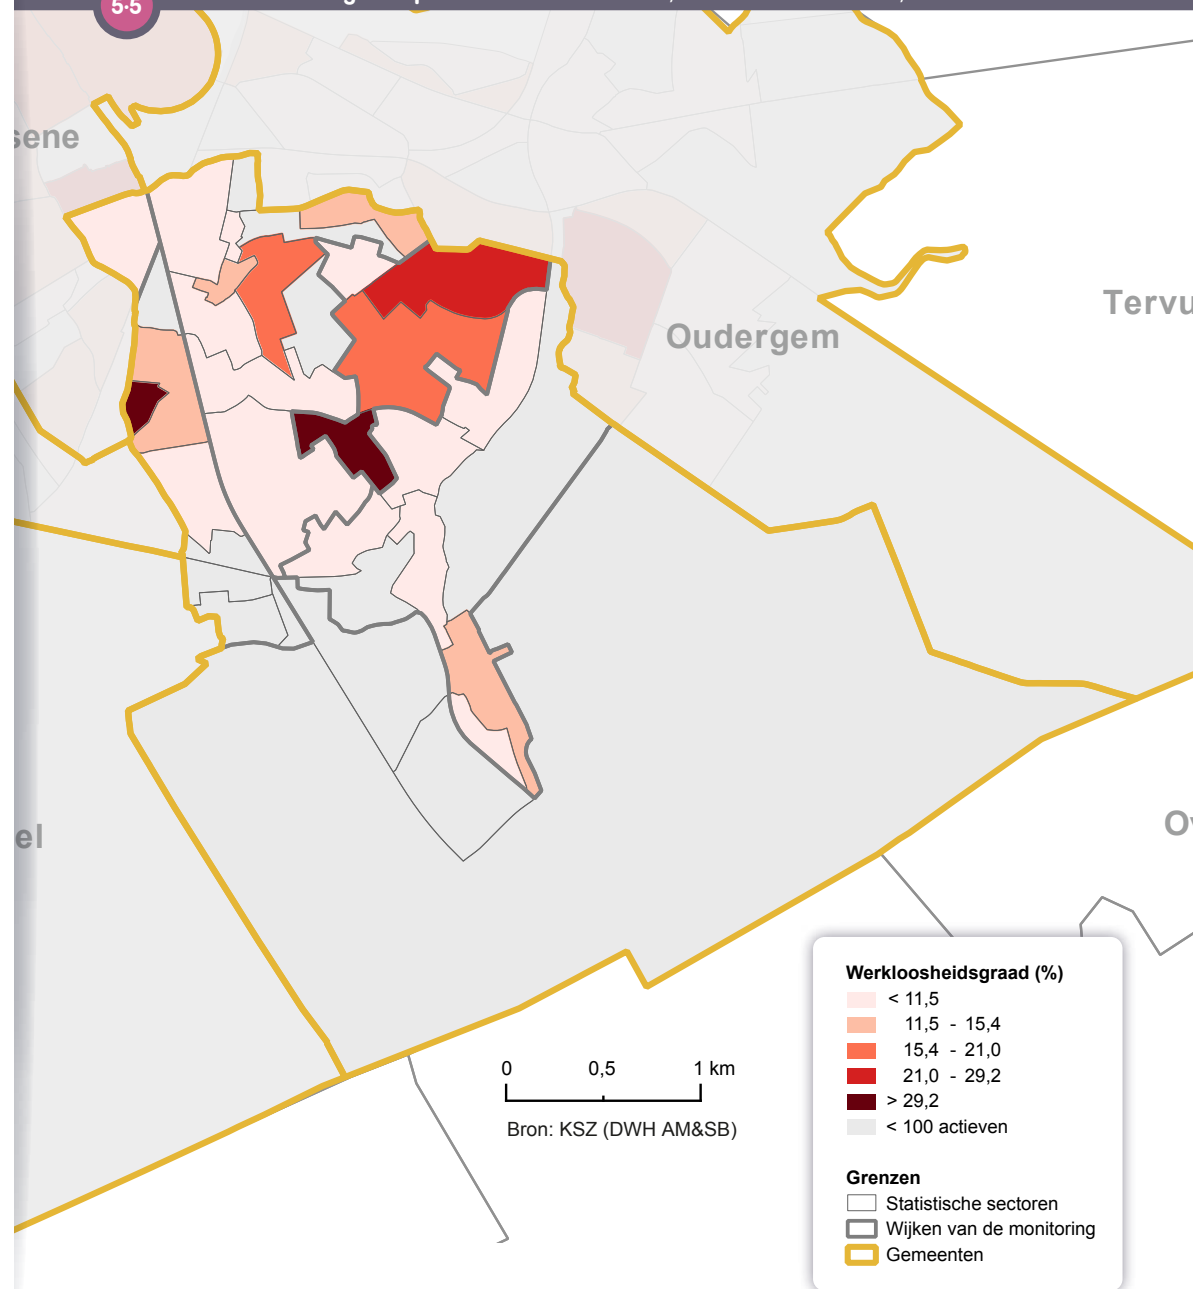 5·5
sene
Oudergem
Tervu
el
Ov
Werkloosheidsgraad (%)
< 11,5
11,5 - 15,4
15,4 - 21,0
21,0 - 29,2
> 29,2
< 100 actieven
Grenzen
Statistische sectoren
Wijken van de monitoring
Gemeenten
0 0,5 1 km
Bron: KSZ (DWH AM&SB)